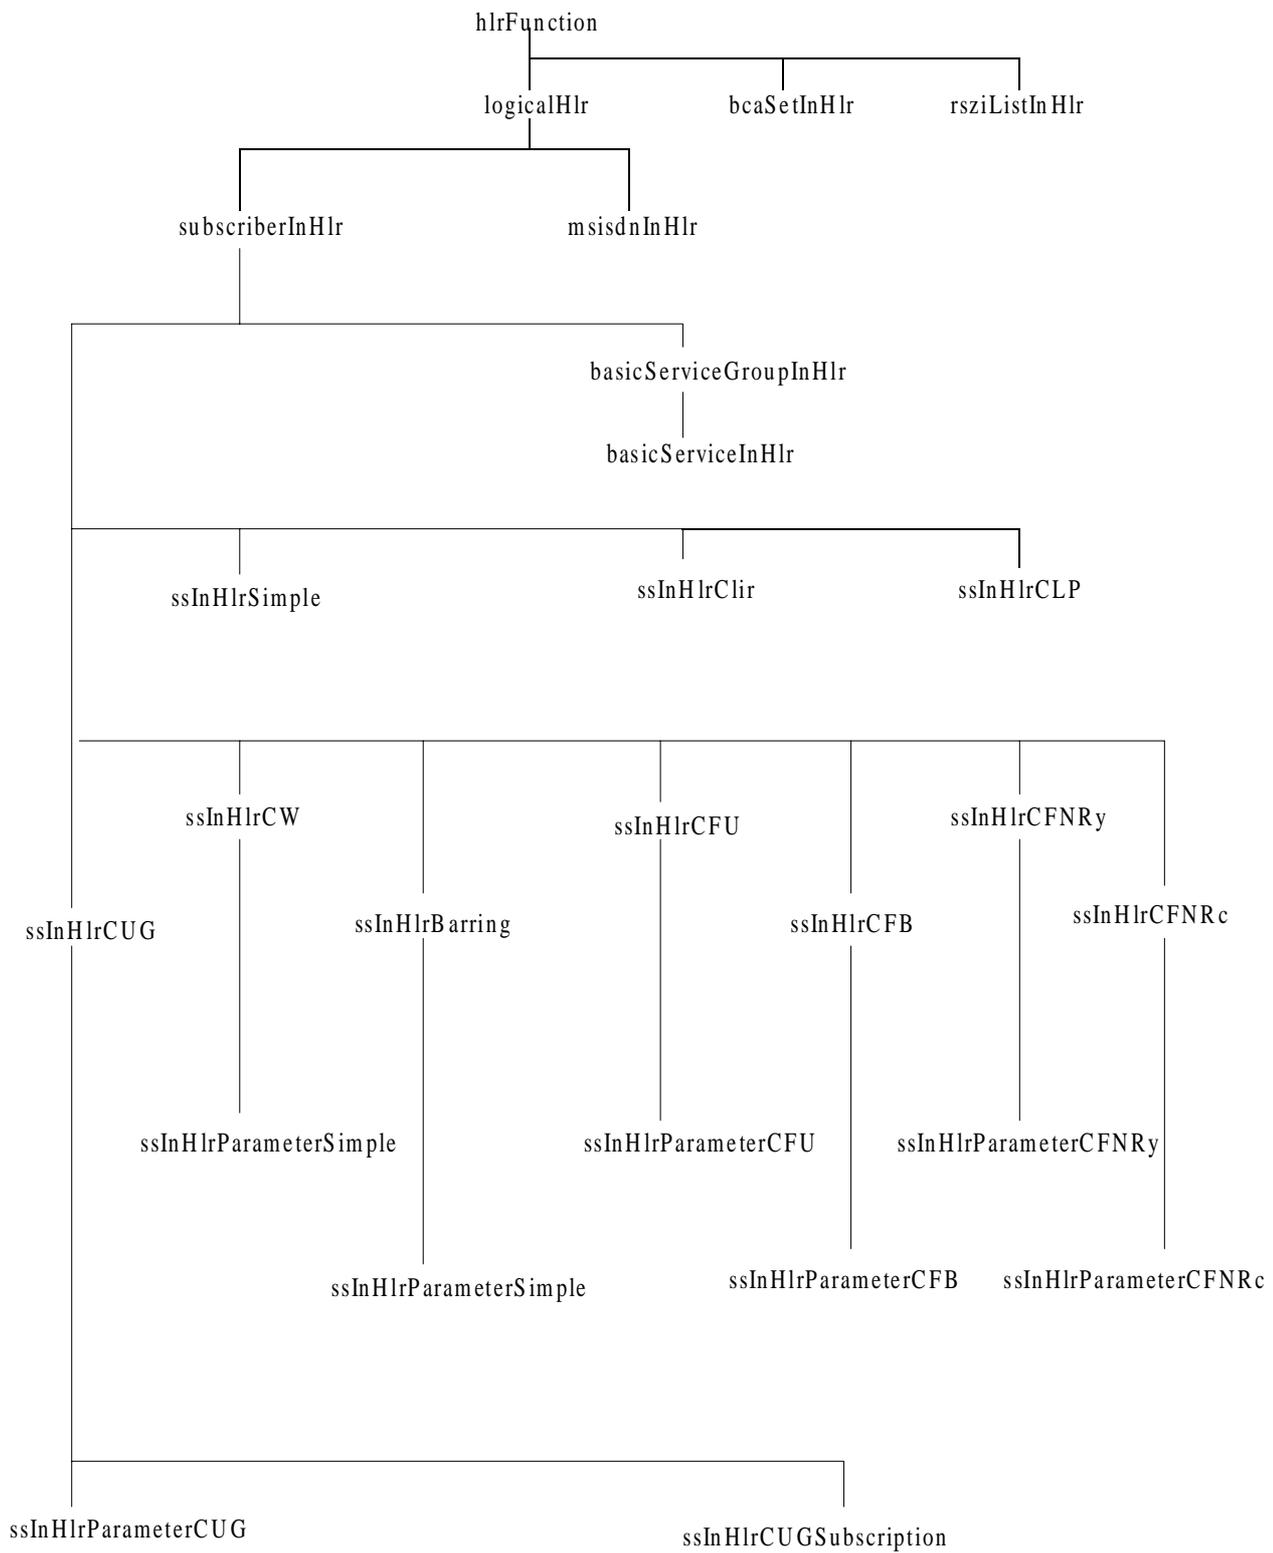 hlrFunction
logicalHlr
bcaSetInHlr
rsziListInHlr
subscriberInHlr
msisdnInHlr
basicServiceGroupInHlr
basicServiceInHlr
ssInHlrSimple
ssInHlrClir
ssInHlrCLP
ssInHlrCW
ssInHlrCFU
ssInHlrCFNRy
ssInHlrCUG
ssInHlrBarring
ssInHlrCFB
ssInHlrCFNRc
ssInHlrParameterSimple
ssInHlrParameterCFU
ssInHlrParameterCFNRy
ssInHlrParameterSimple
ssInHlrParameterCFB
ssInHlrParameterCFNRc
ssInHlrParameterCUG
ssInHlrCUGSubscription